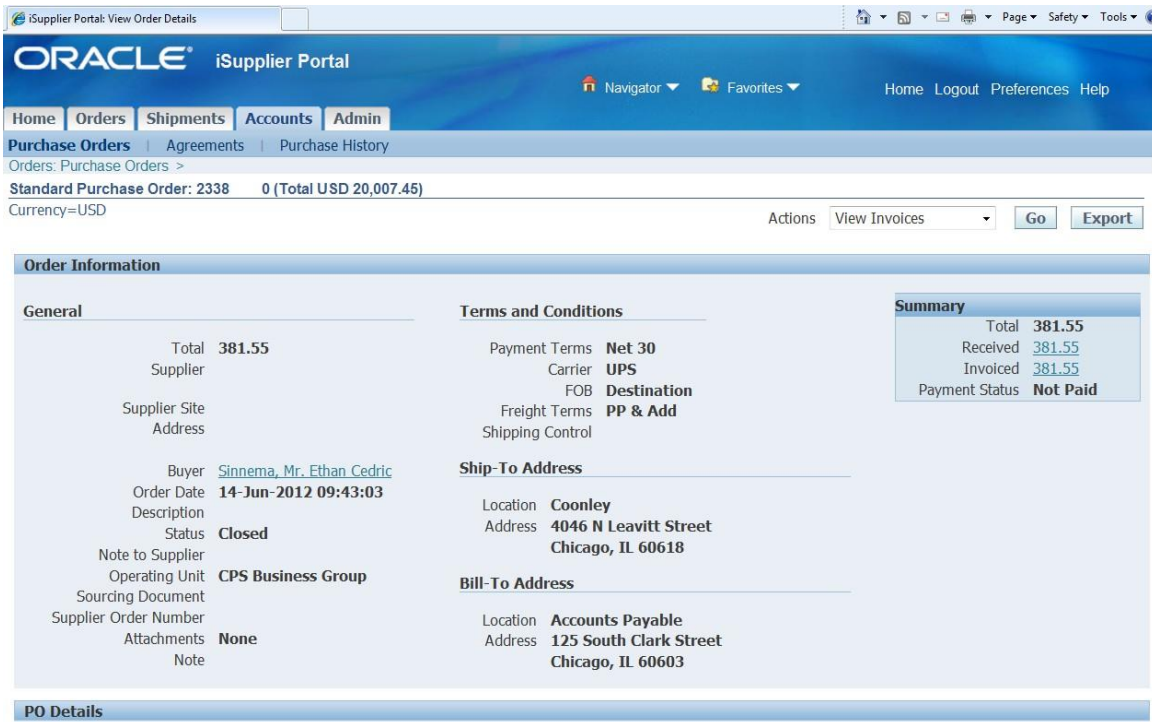 iSupplier Portal: View Order Details
Page Safety Tools
ORACLE® iSupplier Portal
Navigator Favorites Home Logout Preferences Help
Home Orders Shipments Accounts Admin
Purchase Orders | Agreements | Purchase History
Orders: Purchase Orders >
Standard Purchase Order: 2338 0 (Total USD 20,007.45)
Currency=USD
Actions View Invoices Go Export
Order Information
General
Total 381.55
Supplier
Supplier Site
Address
Buyer Sinnema, Mr. Ethan Cedric
Order Date 14-Jun-2012 09:43:03
Description
Status Closed
Note to Supplier
Operating Unit CPS Business Group
Sourcing Document
Supplier Order Number
Attachments None
Note
Terms and Conditions
Payment Terms Net 30
Carrier UPS
FOB Destination
Freight Terms PP & Add
Shipping Control
Ship-To Address
Location Coonley
Address 4046 N Leavitt Street
Chicago, IL 60618
Bill-To Address
Location Accounts Payable
Address 125 South Clark Street
Chicago, IL 60603
Summary
Total 381.55
Received 381.55
Invoiced 381.55
Payment Status Not Paid
PO Details